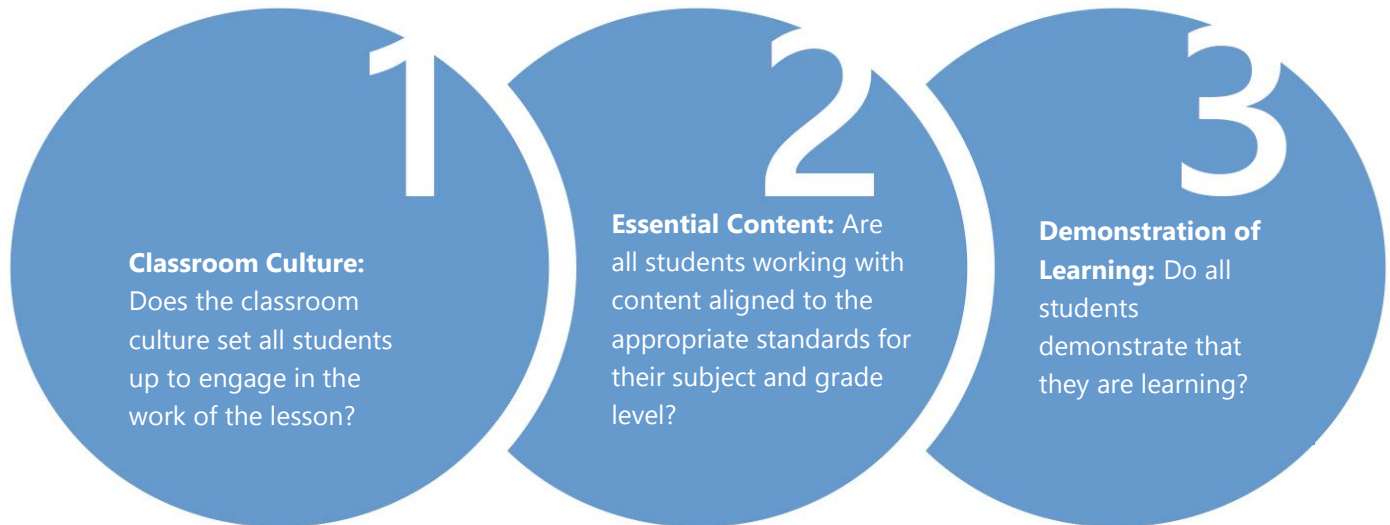 1
Classroom Culture:
Does the classroom
culture set all students
up to engage in the
work of the lesson?
2
Essential Content: Are
all students working with
content aligned to the
appropriate standards for
their subject and grade
level?
3
Demonstration of
Learning: Do all
students
demonstrate that
they are learning?